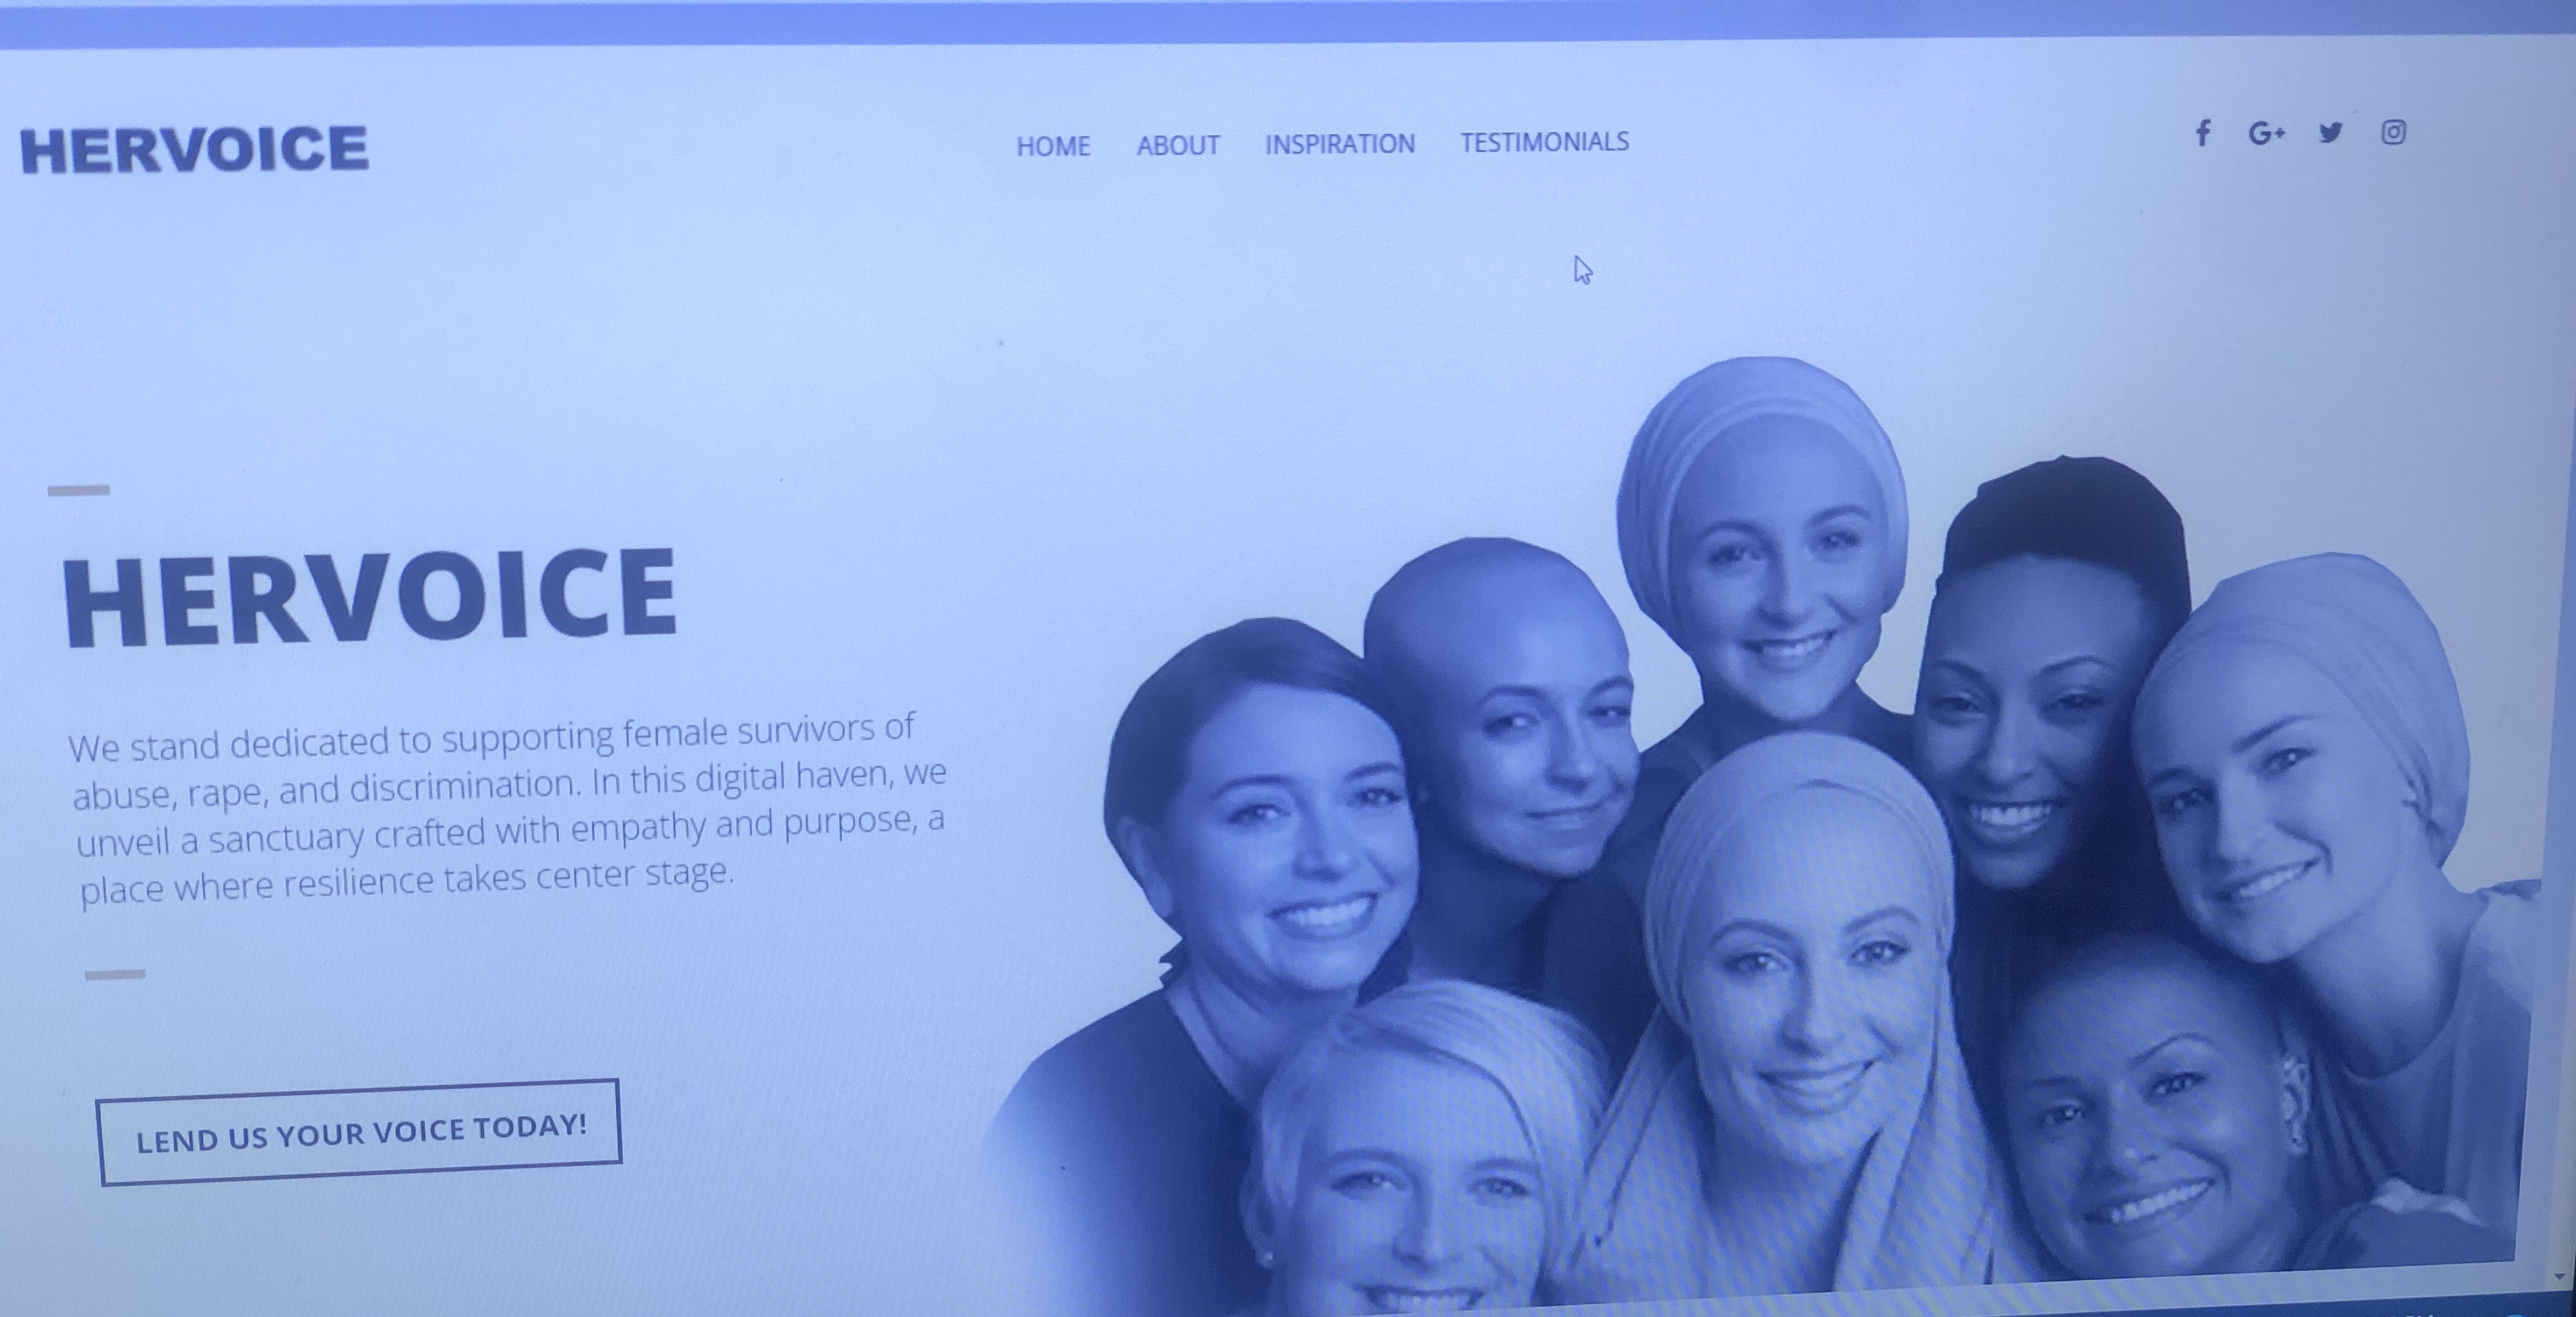 HERVOICE
HOME ABOUT INSPIRATION TESTIMONIALS
f G+
HERVOICE
We stand dedicated to supporting female survivors of
abuse, rape, and discrimination. In this digital haven, we
unveil a sanctuary crafted with empathy and purpose, a
place where resilience takes center stage.
LEND US YOUR VOICE TODAY!